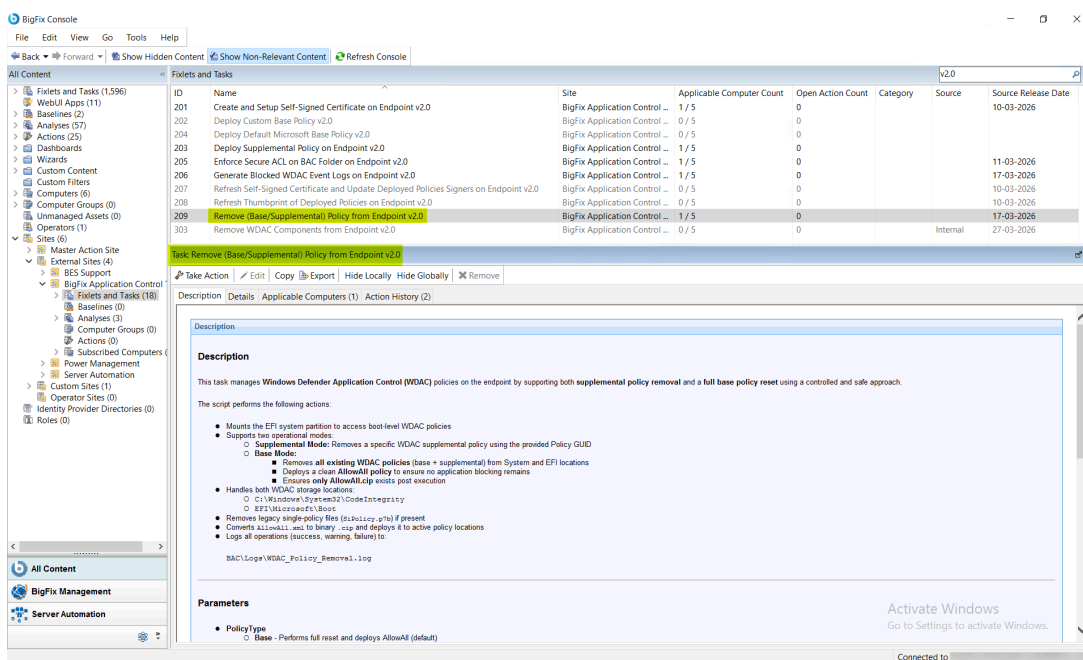 BigFix Console
File Edit View Go Tools Help
Back Forward Show Hidden Content Show Non-Relevant Content Refresh Console
All Content « Fixlets and Tasks v2.0
Fixlets and Tasks (1,596)
WebUI Apps (11)
Baselines (2)
Analyses (57)
Actions (25)
Dashboards
Wizards
Custom Content
Custom Filters
Computers (6)
Computer Groups (0)
Unmanaged Assets (0)
Operators (1)
Sites (6)
Master Action Site
External Sites (4)
BES Support
BigFix Application Control
Fixlets and Tasks (18)
Baselines (0)
Analyses (3)
Computer Groups (0)
Actions (0)
Subscribed Computers (
Power Management
Server Automation
Custom Sites (1)
Operator Sites (0)
Identity Provider Directories (0)
Roles (0)
All Content
BigFix Management
Server Automation
ID Name Site Applicable Computer Count Open Action Count Category Source Source Release Date
201 Create and Setup Self-Signed Certificate on Endpoint v2.0 BigFix Application Control ... 1 / 5 0 10-03-2026
202 Deploy Custom Base Policy v2.0 BigFix Application Control ... 0 / 5 0
204 Deploy Default Microsoft Base Policy v2.0 BigFix Application Control ... 0 / 5 0
203 Deploy Supplemental Policy on Endpoint v2.0 BigFix Application Control ... 1 / 5 0
205 Enforce Secure ACL on BAC Folder on Endpoint v2.0 BigFix Application Control ... 1 / 5 0 11-03-2026
206 Generate Blocked WDAC Event Logs on Endpoint v2.0 BigFix Application Control ... 1 / 5 0 17-03-2026
207 Refresh Self-Signed Certificate and Update Deployed Policies Signers on Endpoint v2.0 BigFix Application Control ... 0 / 5 0 10-03-2026
208 Refresh Thumbprint of Deployed Policies on Endpoint v2.0 BigFix Application Control ... 0 / 5 0 10-03-2026
209 Remove (Base/Supplemental) Policy from Endpoint v2.0 BigFix Application Control ... 1 / 5 0 17-03-2026
303 Remove WDAC Components from Endpoint v2.0 BigFix Application Control ... 0 / 5 0 Internal 27-03-2026
Task: Remove (Base/Supplemental) Policy from Endpoint v2.0
Take Action Edit Copy Export Hide Locally Hide Globally Remove
Description Details Applicable Computers (1) Action History (2)
Description
Description
This task manages Windows Defender Application Control (WDAC) policies on the endpoint by supporting both supplemental policy removal and a full base policy reset using a controlled and safe approach.
The script performs the following actions:
Mounts the EFI system partition to access boot-level WDAC policies
Supports two operational modes:
Supplemental Mode: Removes a specific WDAC supplemental policy using the provided Policy GUID
Base Mode:
Removes all existing WDAC policies (base + supplemental) from System and EFI locations
Deploys a clean AllowAll policy to ensure no application blocking remains
Ensures only AllowAll.cip exists post execution
Handles both WDAC storage locations:
C:\Windows\System32\CodeIntegrity
EFI\Microsoft\Boot
Removes legacy single-policy files (SiPolicy.p7b) if present
Converts AllowAll.xml to binary .cip and deploys it to active policy locations
Logs all operations (success, warning, failure) to:
BAC\Logs\WDAC_Policy_Removal.log
Parameters
PolicyType
Base - Performs full reset and deploys AllowAll (default)
Activate Windows
Go to Settings to activate Windows.
Connected to